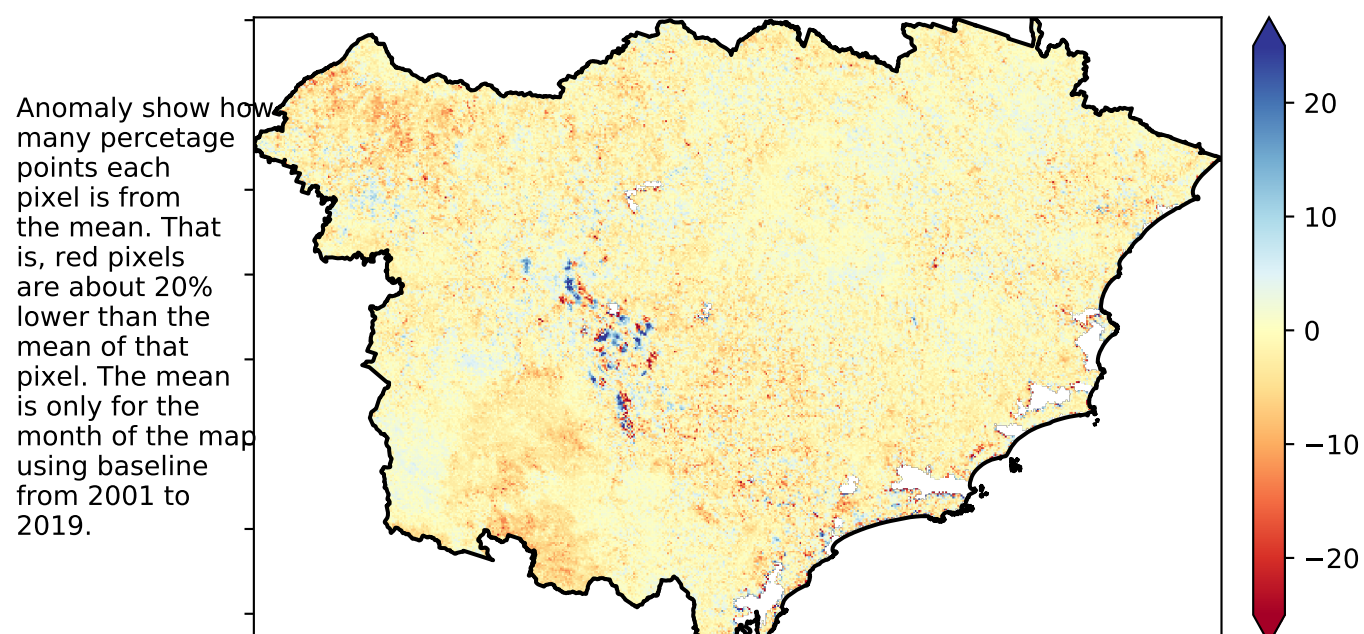 Anomaly show how
many percetage
points each
pixel is from
the mean. That
is, red pixels
are about 20%
lower than the
mean of that
pixel. The mean
is only for the
month of the map
using baseline
from 2001 to
2019.
20
10
0
−10
−20